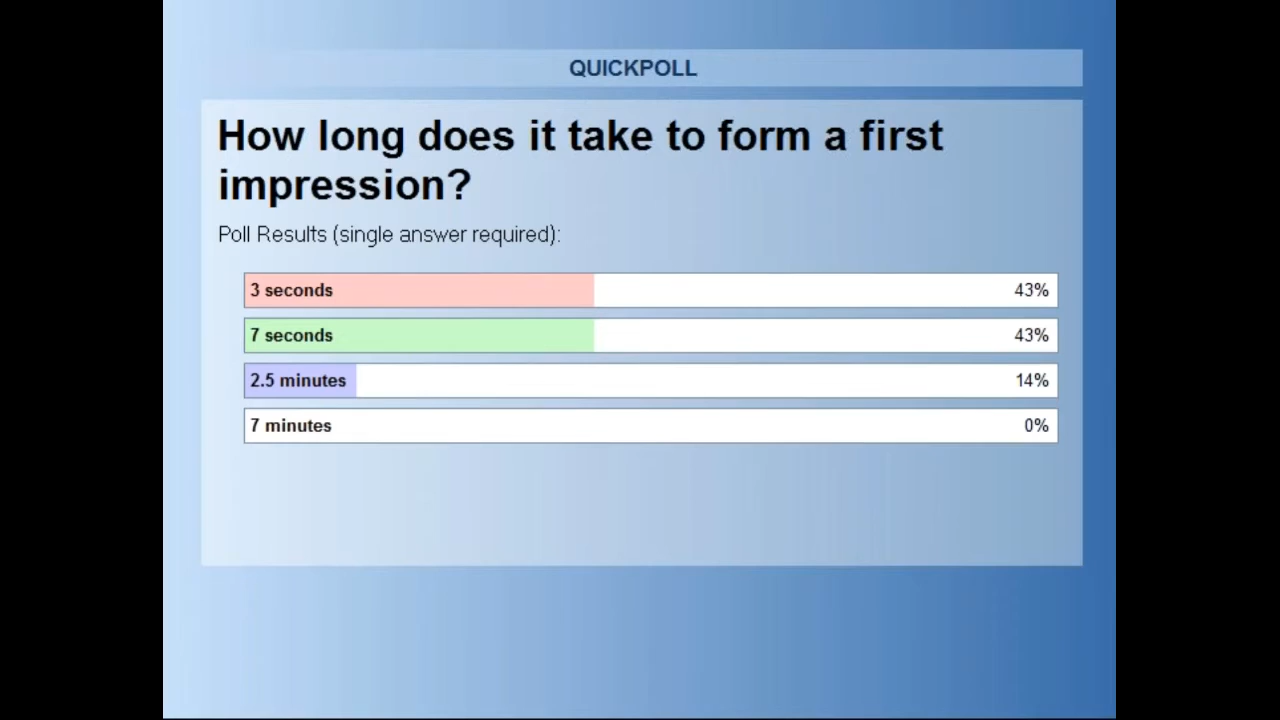 QUICKPOLL
How long does it take to form a first
impression?
Poll Results (single answer required):
3 seconds 43%
7 seconds 43%
2.5 minutes 14%
7 minutes 0%